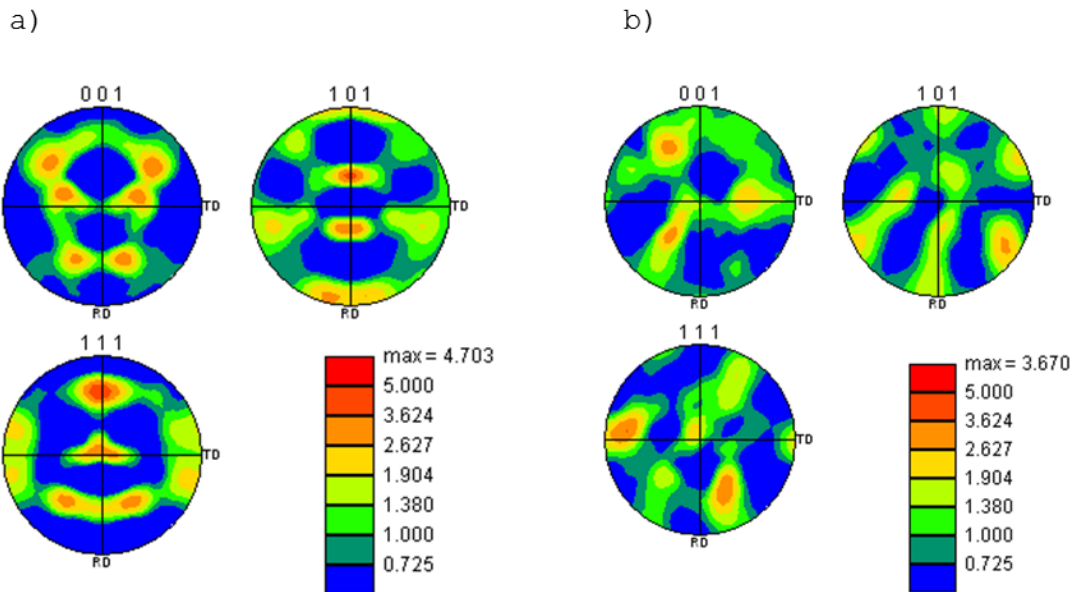 a)
b)
0 0 1
1 0 1
TD
TD
RD
RD
1 1 1
TD
RD
max = 4.703
5.000
3.624
2.627
1.904
1.380
1.000
0.725
0 0 1
1 0 1
TD
TD
RD
RD
1 1 1
TD
RD
max = 3.670
5.000
3.624
2.627
1.904
1.380
1.000
0.725